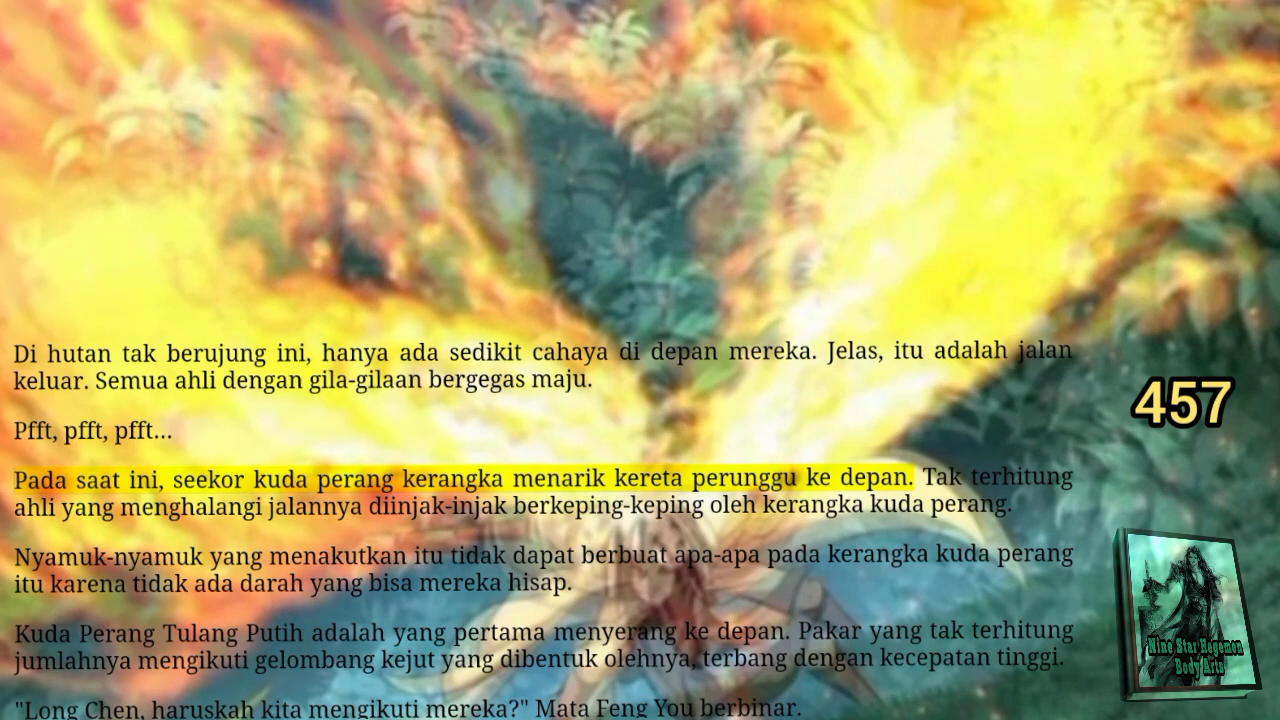 Di hutan tak berujung ini, hanya ada sedikit cahaya di depan mereka. Jelas, itu adalah jalan
keluar. Semua ahli dengan gila-gilaan bergegas maju.
Pfft, pfft, pfft...
Pada saat ini, seekor kuda perang kerangka menarik kereta perunggu ke depan. Tak terhitung
ahli yang menghalangi jalannya diinjak-injak berkeping-keping oleh kerangka kuda perang.
Nyamuk-nyamuk yang menakutkan itu tidak dapat berbuat apa-apa pada kerangka kuda perang
itu karena tidak ada darah yang bisa mereka hisap.
Kuda Perang Tulang Putih adalah yang pertama menyerang ke depan. Pakar yang tak terhitung
jumlahnya mengikuti gelombang kejut yang dibentuk olehnya, terbang dengan kecepatan tinggi.
"Long Chen, haruskah kita mengikuti mereka?" Mata Feng You berbinar.
457
Nine Star Hegemon
Body Arts